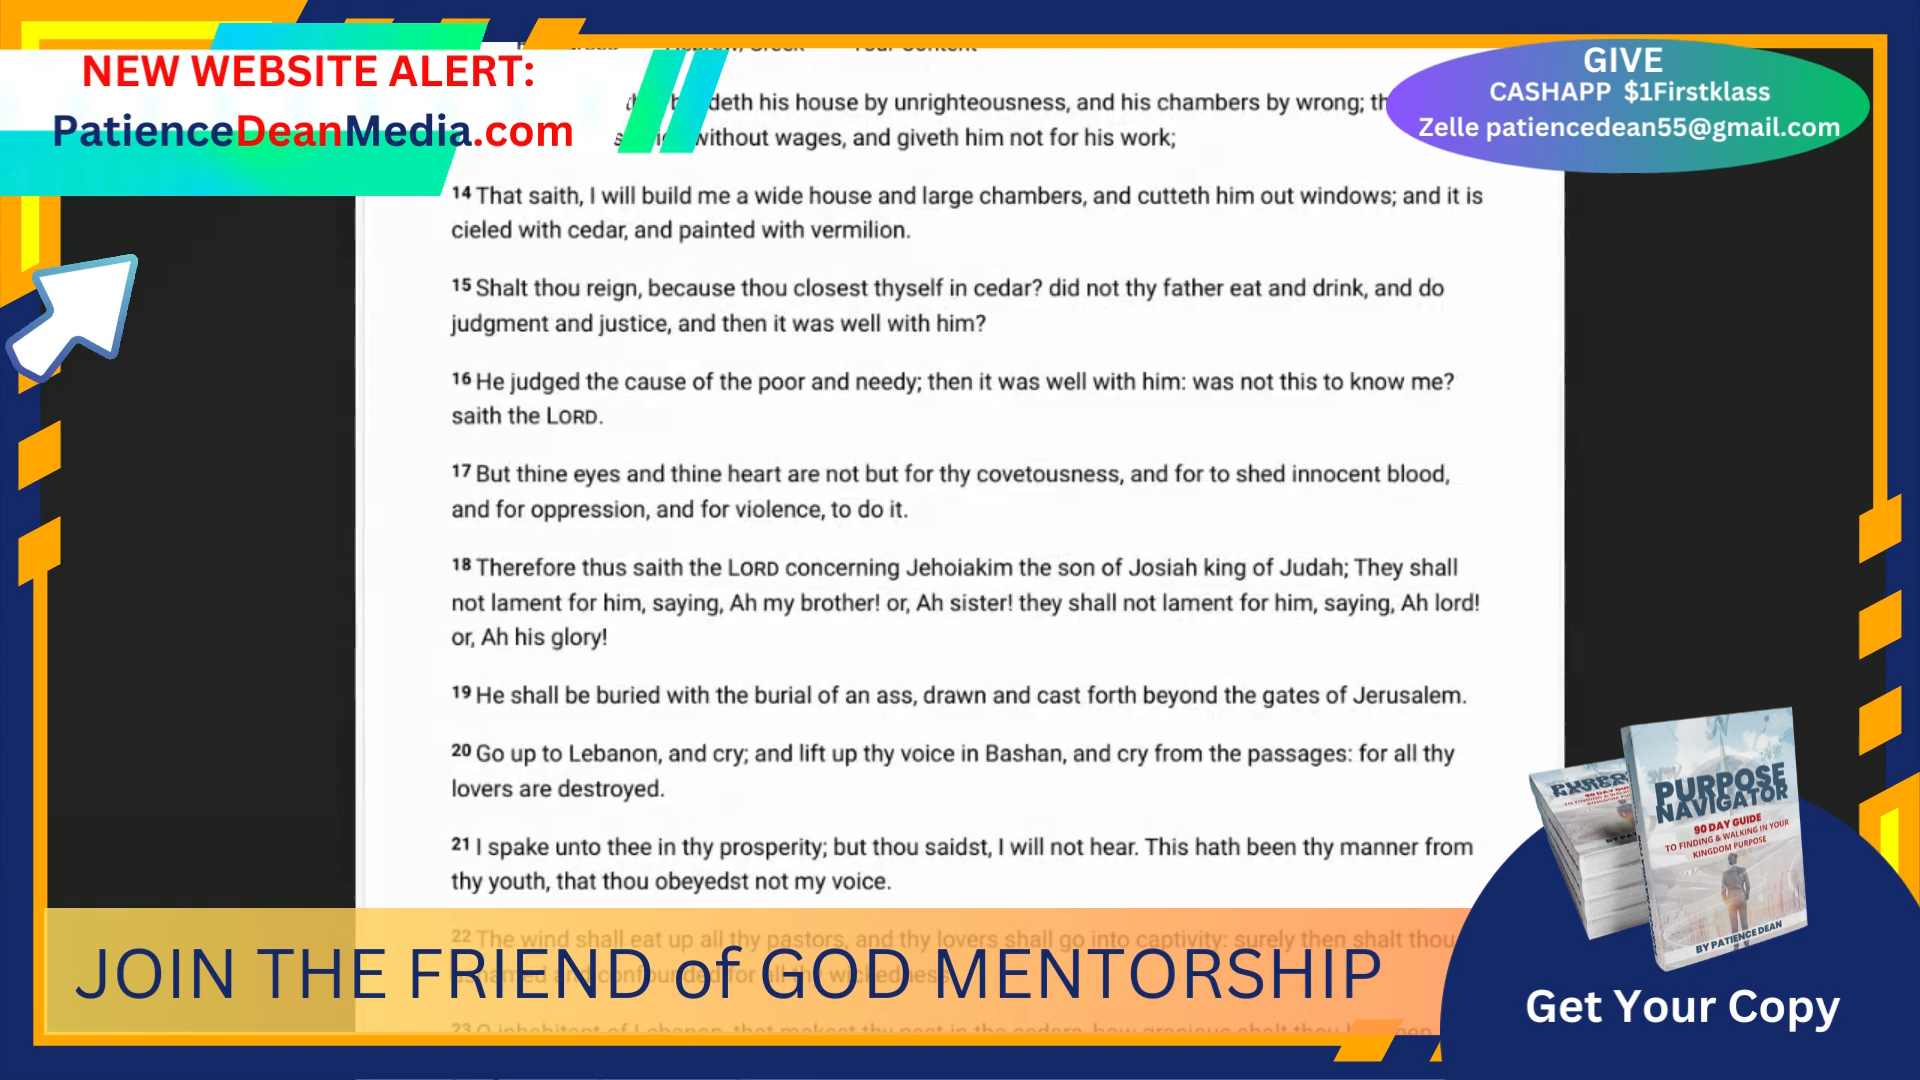 NEW WEBSITE ALERT:
PatienceDeanMedia.com
GIVE
CASHAPP $1Firstklass
Zelle patiencedean55@gmail.com
Your Content
deth his house by unrighteousness, and his chambers by wrong;
without wages, and giveth him not for his work;
14 That saith, I will build me a wide house and large chambers, and cutteth him out windows; and it is
cieled with cedar, and painted with vermilion.
15 Shalt thou reign, because thou closest thyself in cedar? did not thy father eat and drink, and do
judgment and justice, and then it was well with him?
16 He judged the cause of the poor and needy; then it was well with him: was not this to know me?
saith the LORD.
17 But thine eyes and thine heart are not but for thy covetousness, and for to shed innocent blood,
and for oppression, and for violence, to do it.
18 Therefore thus saith the LORD concerning Jehoiakim the son of Josiah king of Judah; They shall
not lament for him, saying, Ah my brother! or, Ah sister! they shall not lament for him, saying, Ah lord!
or, Ah his glory!
19 He shall be buried with the burial of an ass, drawn and cast forth beyond the gates of Jerusalem.
20 Go up to Lebanon, and cry; and lift up thy voice in Bashan, and cry from the passages: for all thy
lovers are destroyed.
21 I spake unto thee in thy prosperity; but thou saidst, I will not hear. This hath been thy manner from
thy youth, that thou obeyedst not my voice.
22 The wind shall eat up all thy pastors, and thy lovers shall go into captivity: surely then shalt thou
JOIN THE FRIEND of GOD MENTORSHIP
PURPOSE
NAVIGATOR
90 DAY GUIDE
TO FINDING & WALKING IN YOUR
KINGDOM PURPOSE
BY PATIENCE DEAN
Get Your Copy